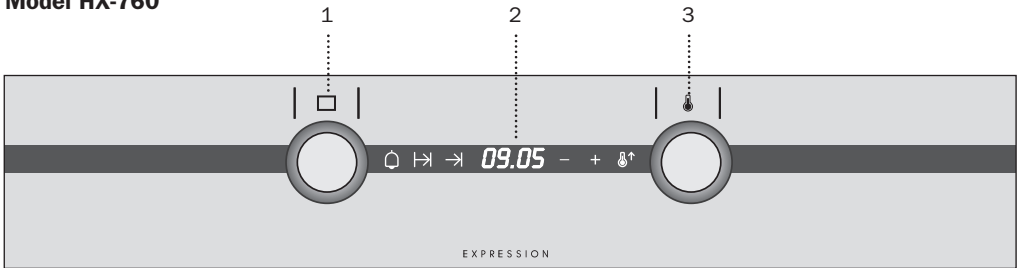 Model HX-760
1 2 3
09.05 – +
EXPRESSION